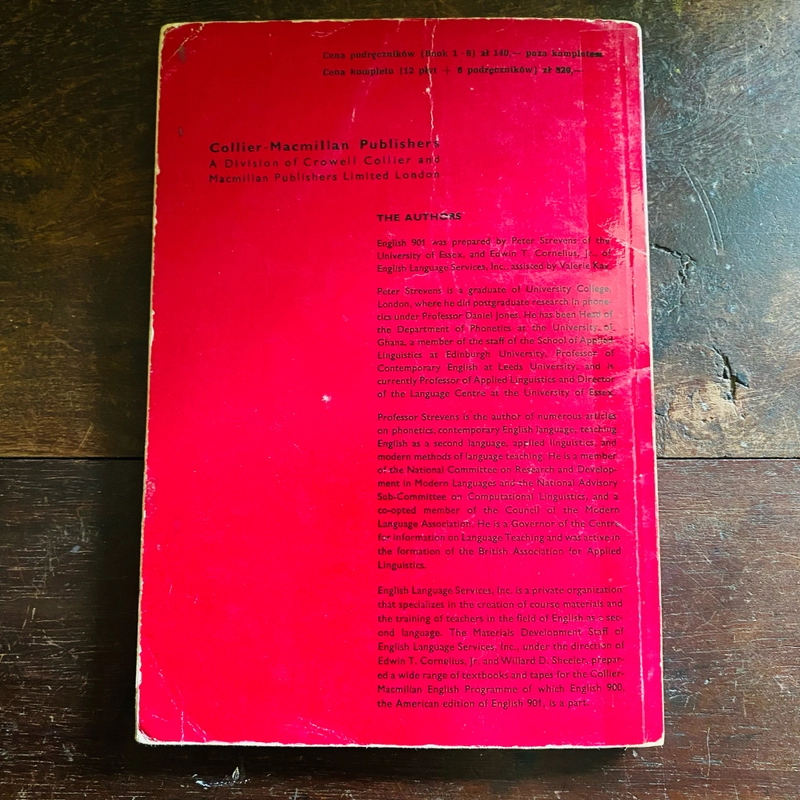 Cena podręczników (Book 1 - 6) zł 140,— poza kompletem
Cena kompletu (12 płyt + 6 podręczników) zł 829,—
Collier-Macmillan Publishers
A Division of Crowell Collier and
Macmillan Publishers Limited London
THE AUTHORS
English 901 was prepared by Peter Strevens of the
University of Essex, and Edwin T. Cornelius, Jr., of
English Language Services, Inc., assisted by Valerie Kay.
Peter Strevens is a graduate of University College,
London, where he did postgraduate research in phone-
tics under Professor Daniel Jones. He has been Head of
the Department of Phonetics at the University of
Ghana, a member of the staff of the School of Applied
Linguistics at Edinburgh University, Professor of
Contemporary English at Leeds University, and is
currently Professor of Applied Linguistics and Director
of the Language Centre at the University of Essex.
Professor Strevens is the author of numerous articles
on phonetics, contemporary English language, teaching
English as a second language, applied linguistics, and
modern methods of language teaching. He is a member
of the National Committee on Research and Develop-
ment in Modern Languages and the National Advisory
Sub-Committee on Computational Linguistics, and a
co-opted member of the Council of the Modern
Language Association. He is a Governor of the Centre
for Information on Language Teaching and was active in
the formation of the British Association for Applied
Linguistics.
English Language Services, Inc. is a private organization
that specializes in the creation of course materials and
the training of teachers in the field of English as a sec-
ond language. The Materials Development Staff of
English Language Services, Inc., under the direction of
Edwin T. Cornelius, Jr. and Willard D. Sheeler, prepar-
ed a wide range of textbooks and tapes for the Collier-
Macmillan English Programme of which English 900,
the American edition of English 901, is a part.